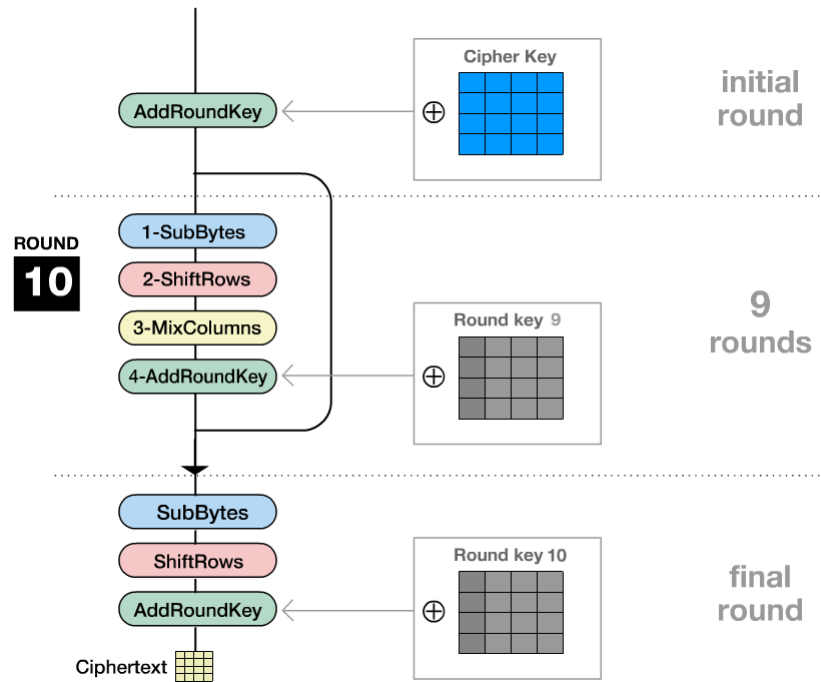 Cipher Key
initial
round
AddRoundKey
1-SubBytes
ROUND
10
2-ShiftRows
9
rounds
3-MixColumns
Round key 9
4-AddRoundKey
SubBytes
ShiftRows
Round key 10
final
round
AddRoundKey
Ciphertext